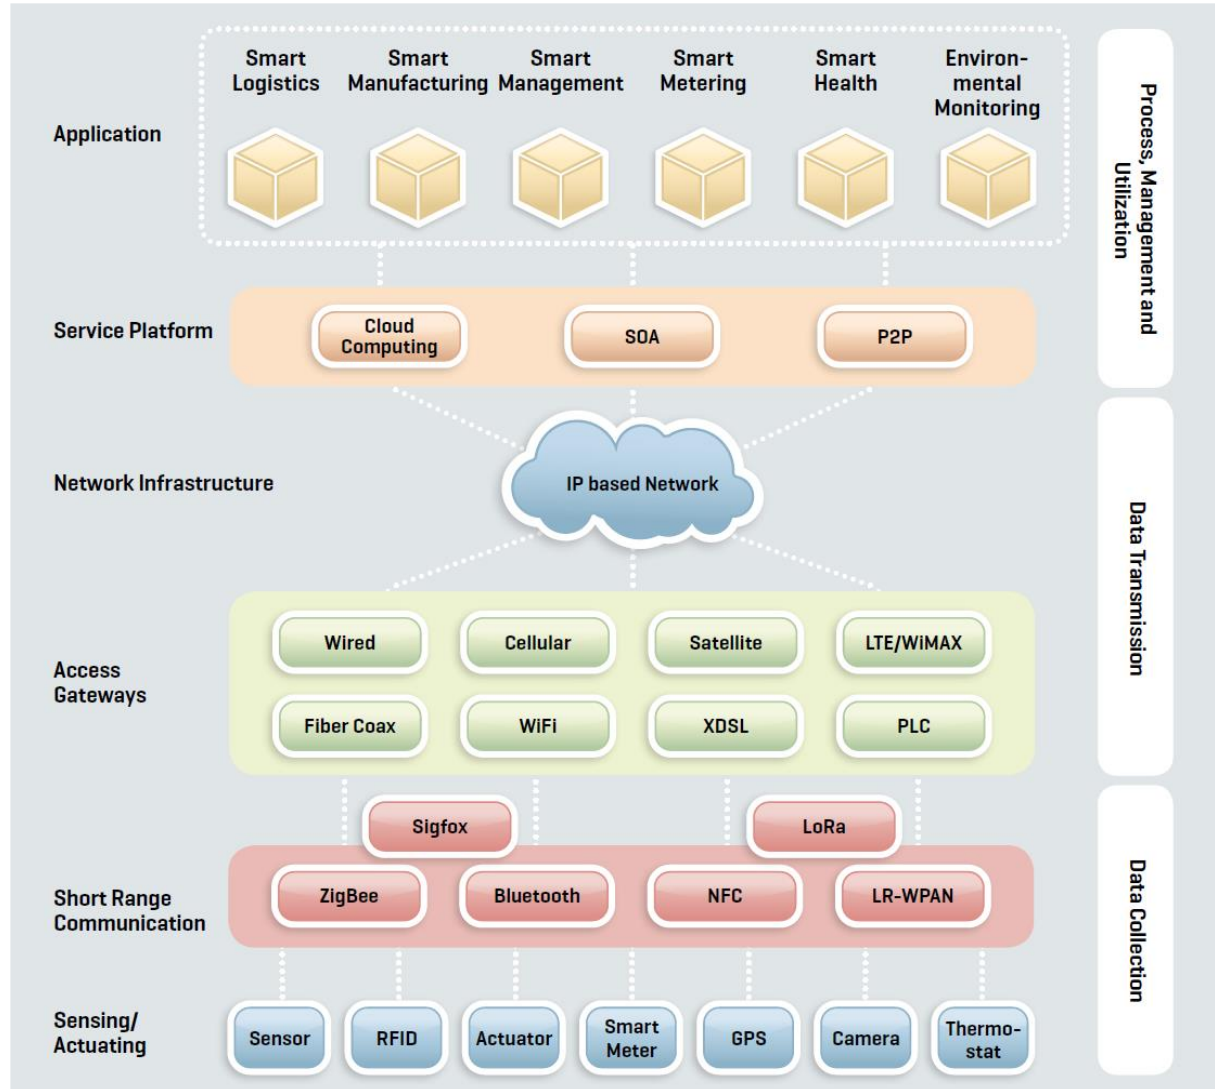 Smart
Logistics
Smart
Manufacturing
Smart
Management
Smart
Metering
Smart
Health
Environ-
mental
Monitoring
Application
Process, Management and
Utilization
Service Platform
Cloud
Computing
SOA
P2P
Network Infrastructure
IP based Network
Data Transmission
Access
Gateways
Wired
Cellular
Satellite
LTE/WiMAX
Fiber Coax
WiFi
XDSL
PLC
Sigfox
LoRa
Short Range
Communication
ZigBee
Bluetooth
NFC
LR-WPAN
Data Collection
Sensing/
Actuating
Sensor
RFID
Actuator
Smart
Meter
GPS
Camera
Thermo-
stat